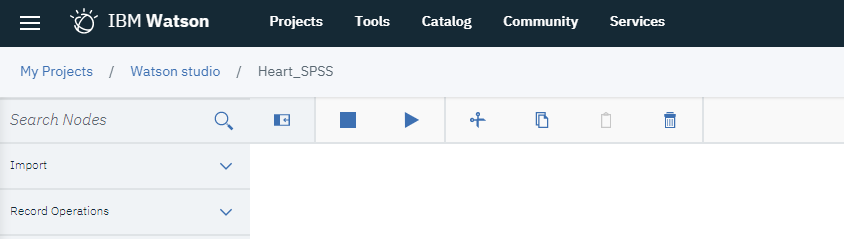 IBM Watson Projects Tools Catalog Community Services
My Projects / Watson studio / Heart_SPSS
Search Nodes
Import
Record Operations